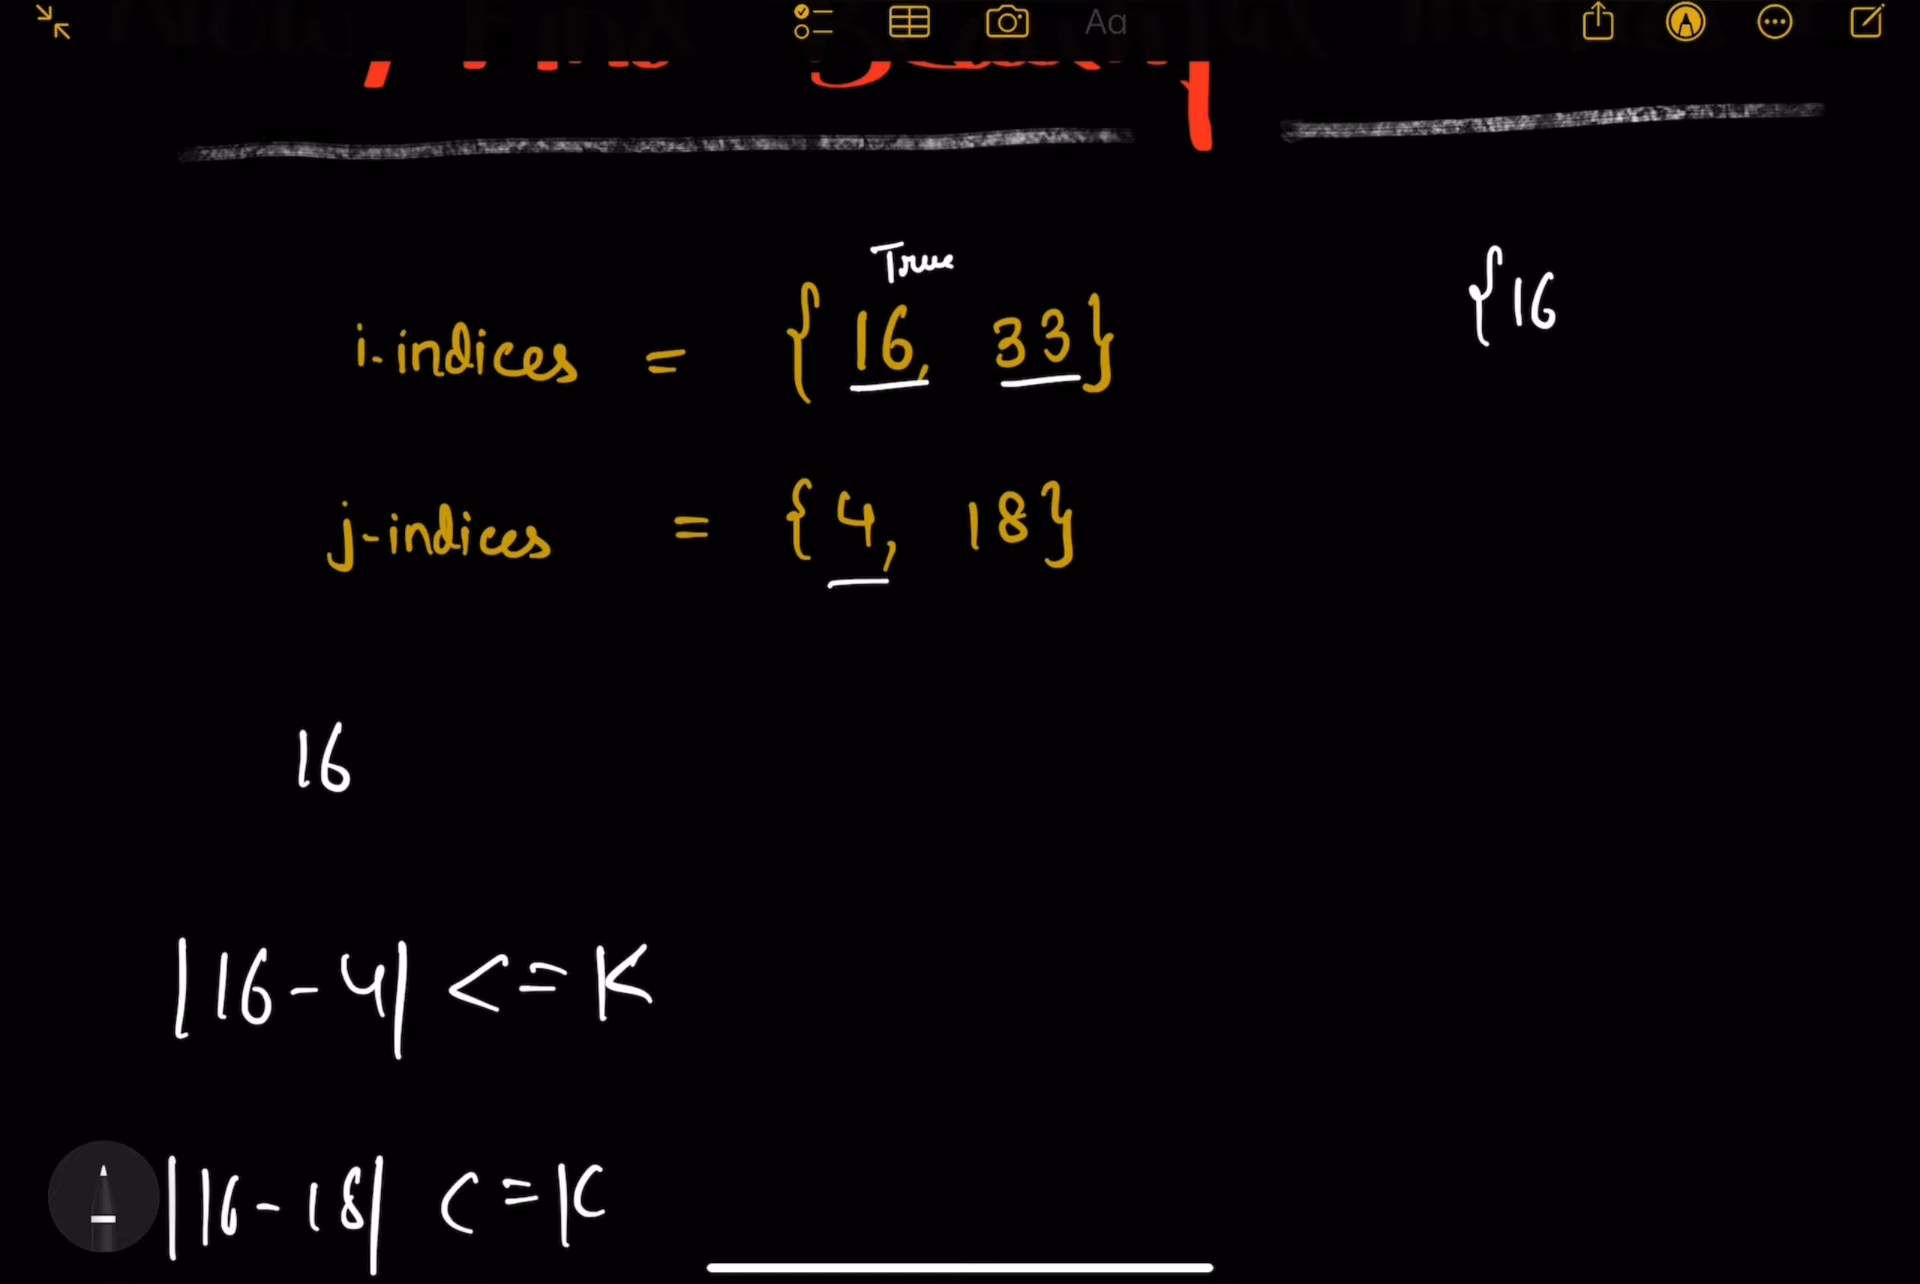 Aa
True
i-indices = { 16, 33}
{16
j-indices = {4, 18}
16
|16-4| <= K
|16-18| <= K